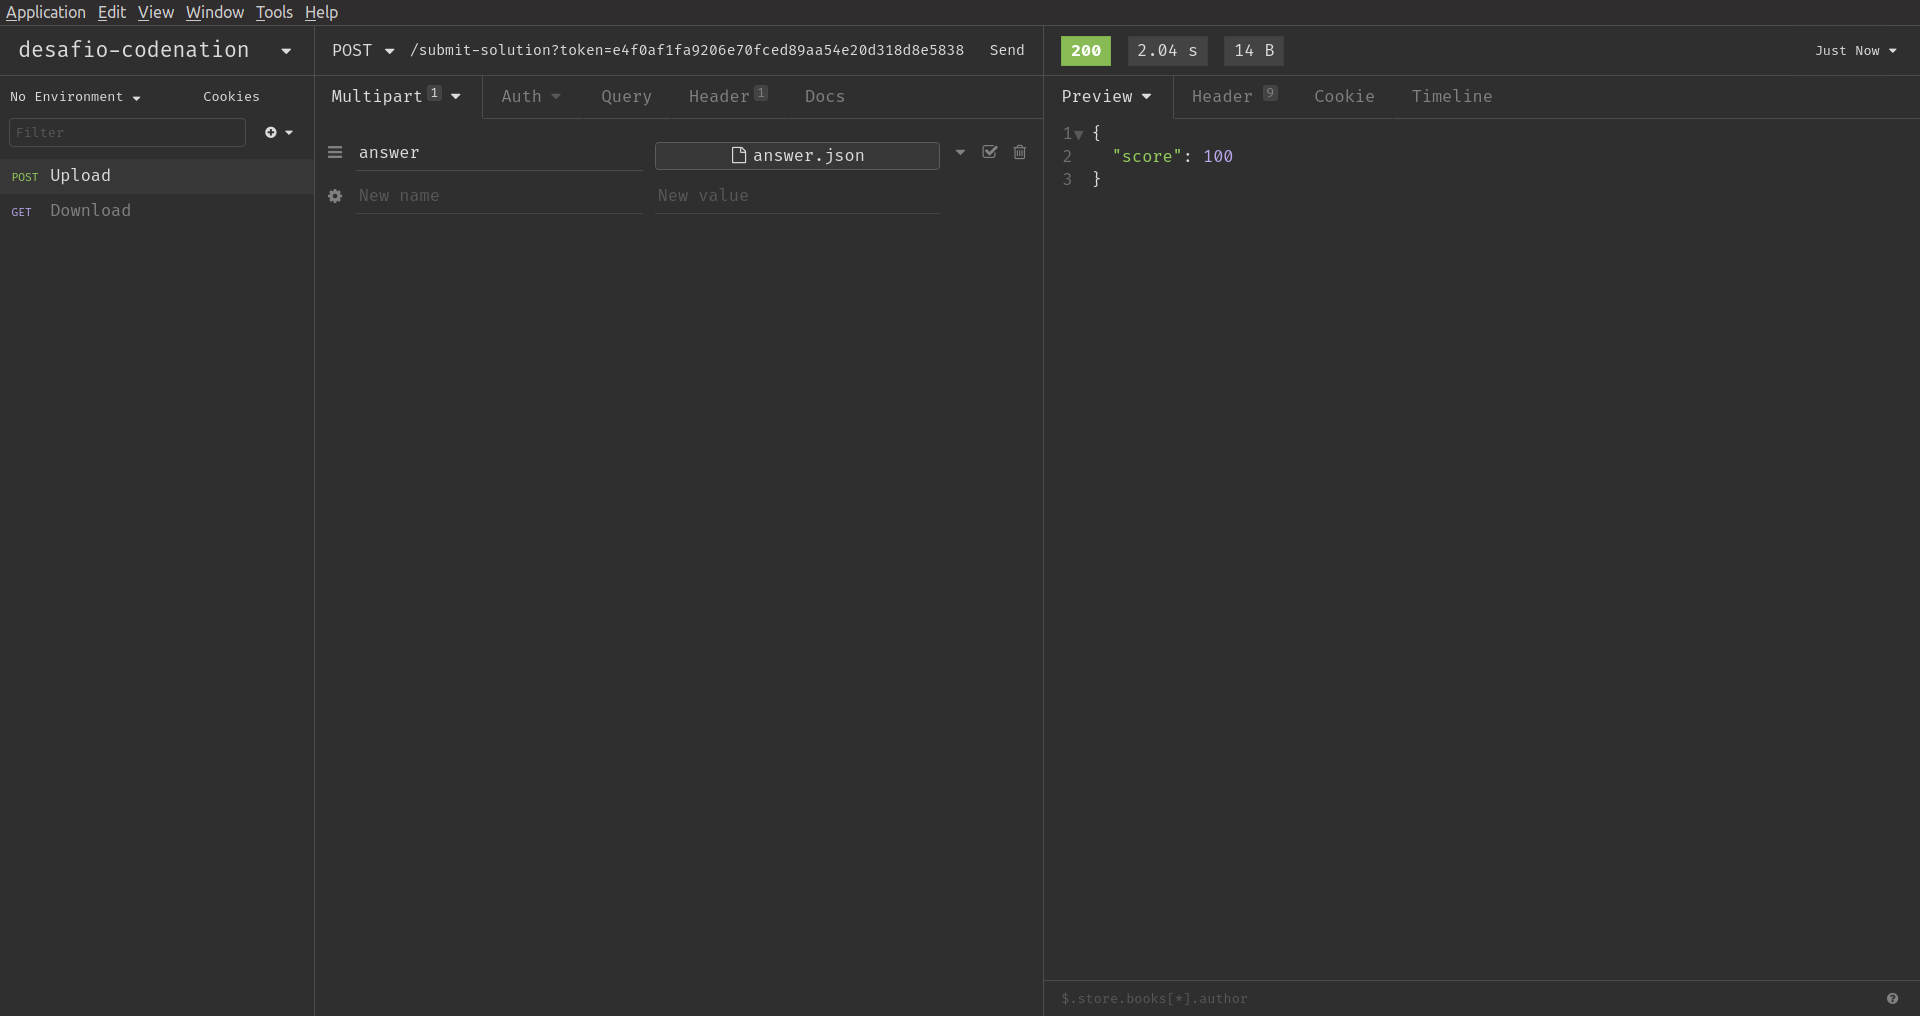 Application Edit View Window Tools Help
desafio-codenation
POST /submit-solution?token=e4f0af1fa9206e70fced89aa54e20d318d8e5838 Send
200 2.04 s 14 B Just Now
No Environment Cookies
Multipart 1 Auth Query Header 1 Docs
Preview Header 9 Cookie Timeline
Filter
POST Upload
GET Download
answer answer.json
New name New value
1 {
2 "score": 100
3 }
$.store.books[*].author